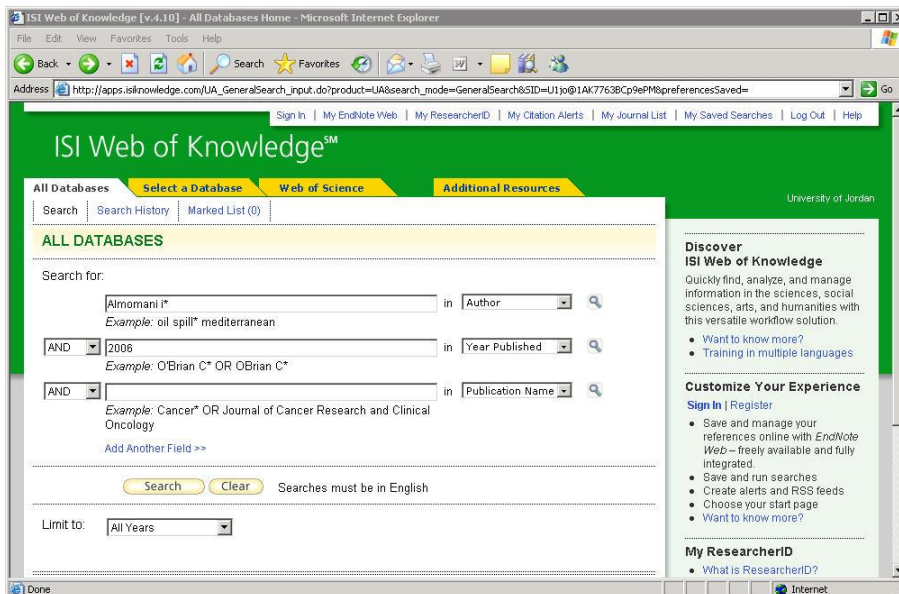 ISI Web of Knowledge [v.4.10] - All Databases Home - Microsoft Internet Explorer
File Edit View Favorites Tools Help
Back Search Favorites
Address http://apps.isiknowledge.com/UA_GeneralSearch_input.do?product=UA&search_mode=GeneralSearch&SID=U1jo@1AK7763BCp9ePM&preferencesSaved= Go
Sign In | My EndNote Web | My ResearcherID | My Citation Alerts | My Journal List | My Saved Searches | Log Out | Help
ISI Web of Knowledge℠
All Databases Select a Database Web of Science Additional Resources
University of Jordan
Search Search History Marked List (0)
ALL DATABASES
Search for:
Almomani i* in Author
Example: oil spill* mediterranean
AND 2006 in Year Published
Example: O'Brian C* OR OBrian C*
AND in Publication Name
Example: Cancer* OR Journal of Cancer Research and Clinical
Oncology
Add Another Field >>
Search Clear Searches must be in English
Limit to: All Years
Discover
ISI Web of Knowledge
Quickly find, analyze, and manage
information in the sciences, social
sciences, arts, and humanities with
this versatile workflow solution.
• Want to know more?
• Training in multiple languages
Customize Your Experience
Sign In | Register
• Save and manage your
references online with EndNote
Web – freely available and fully
integrated.
• Save and run searches
• Create alerts and RSS feeds
• Choose your start page
• Want to know more?
My ResearcherID
• What is ResearcherID?
Done Internet